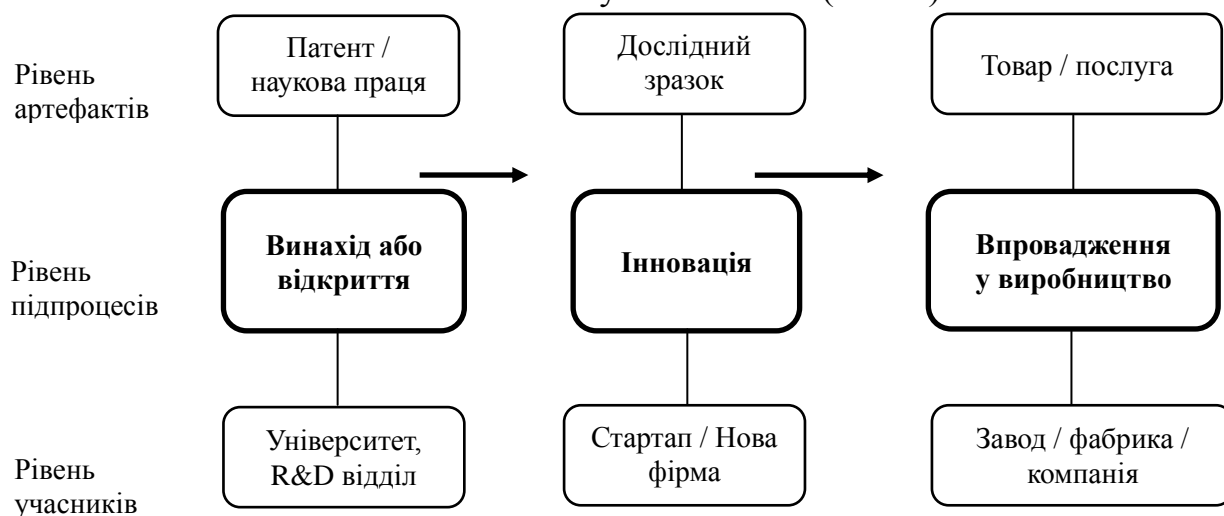 Рівень
артефактів
Патент /
наукова праця
Дослідний
зразок
Товар / послуга
Рівень
підпроцесів
Винахід або
відкриття
Інновація
Впровадження
у виробництво
Рівень
учасників
Університет,
R&D відділ
Стартап / Нова
фірма
Завод / фабрика /
компанія